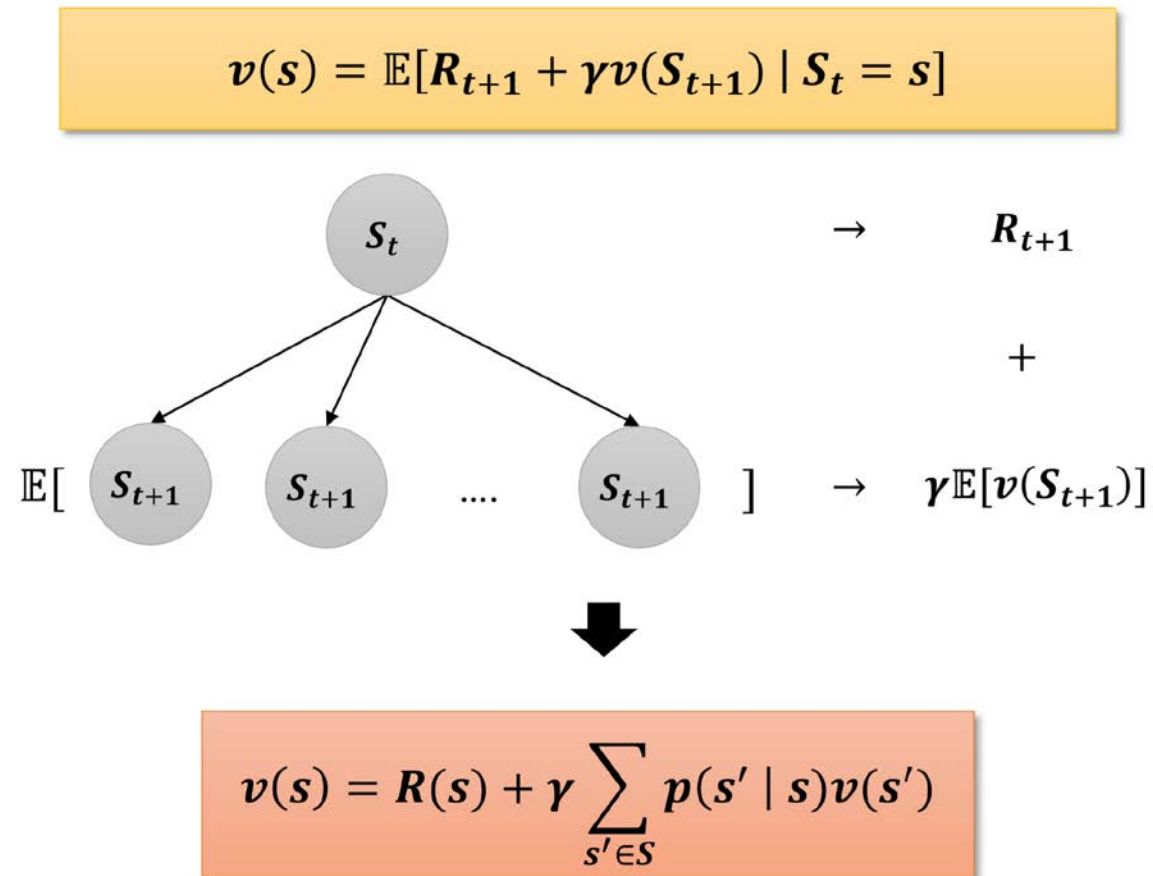 v(s) = 𝔼[R_{t+1} + γv(S_{t+1}) | S_t = s]
S_t → R_{t+1}
+
𝔼[ S_{t+1} S_{t+1} .... S_{t+1} ] → γ𝔼[v(S_{t+1})]
v(s) = R(s) + γ ∑_{s′∈S} p(s′ | s)v(s′)